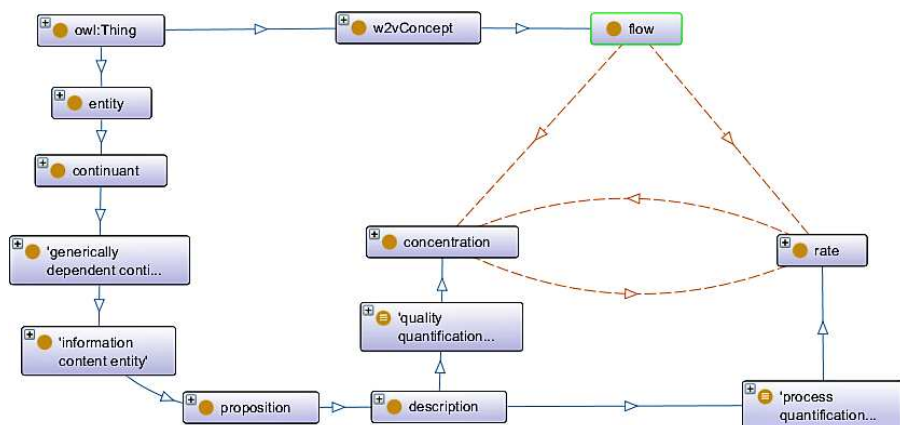 owl:Thing
w2vConcept
flow
entity
continuant
'generically
dependent conti...
concentration
rate
'quality
quantification...
'information
content entity'
proposition
description
'process
quantification...